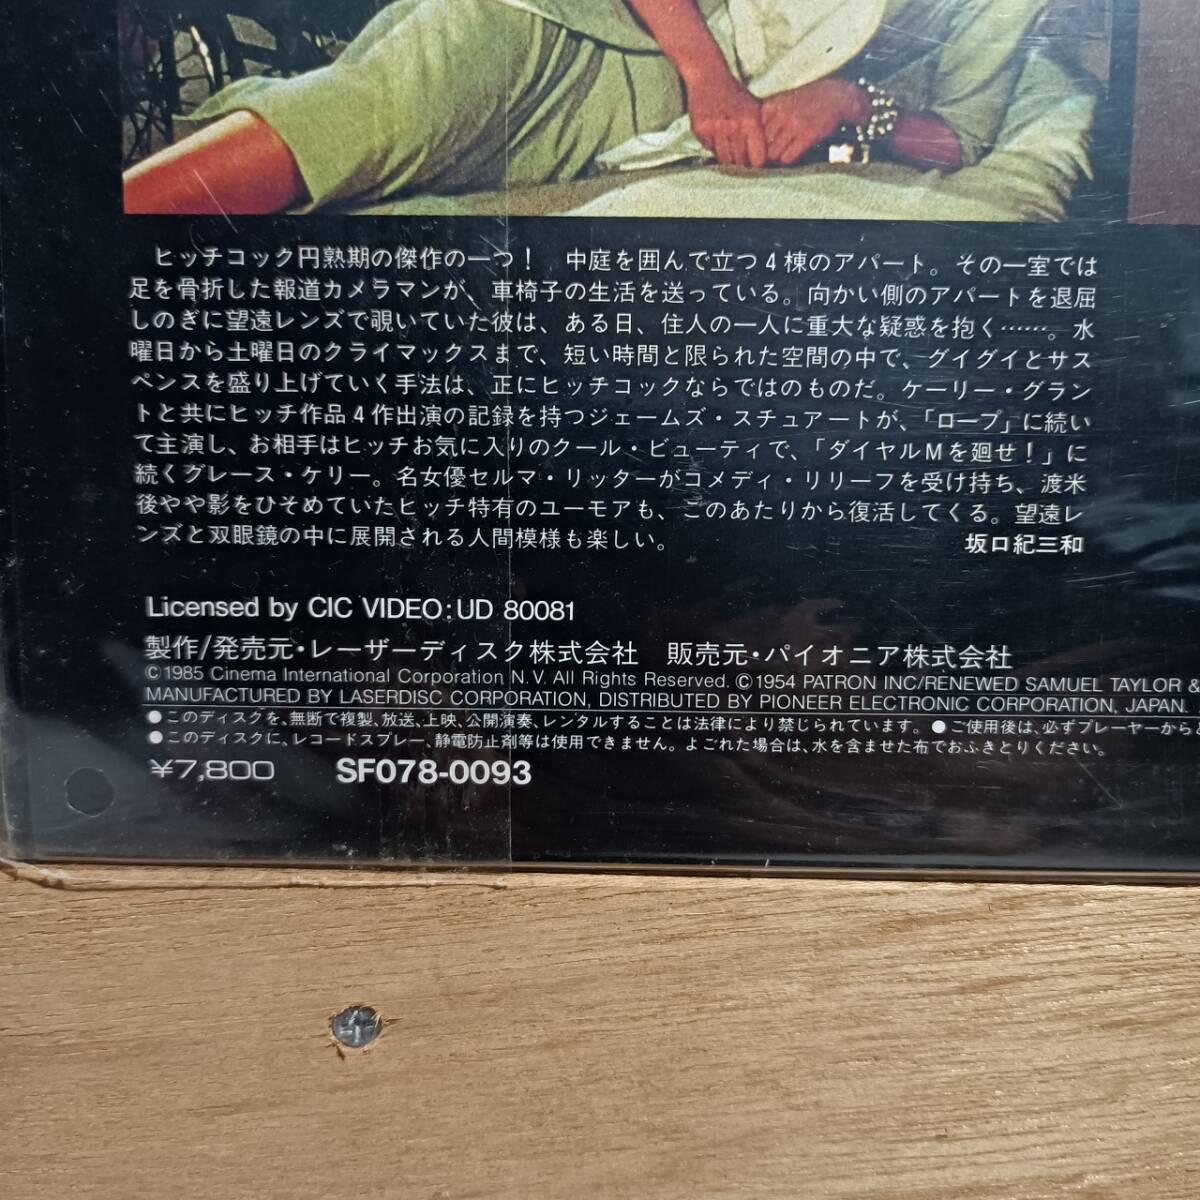 ヒッチコック円熟期の傑作の一つ! 中庭を囲んで立つ4棟のアパート。その一室では
足を骨折した報道カメラマンが、車椅子の生活を送っている。向かい側のアパートを退屈
しのぎに望遠レンズで覗いていた彼は、ある日、住人の一人に重大な疑惑を抱く……。水
曜日から土曜日のクライマックスまで、短い時間と限られた空間の中で、グイグイとサス
ペンスを盛り上げていく手法は、正にヒッチコックならではのものだ。ケーリー・グラン
トと共にヒッチ作品4作出演の記録を持つジェームズ・スチュアートが、「ロープ」に続い
て主演し、お相手はヒッチお気に入りのクール・ビューティで、「ダイヤルMを廻せ!」に
続くグレース・ケリー。名女優セルマ・リッターがコメディ・リリーフを受け持ち、渡米
後やや影をひそめていたヒッチ特有のユーモアも、このあたりから復活してくる。望遠レ
ンズと双眼鏡の中に展開される人間模様も楽しい。 坂口紀三和
Licensed by CIC VIDEO:UD 80081
製作/発売元・レーザーディスク株式会社 販売元・パイオニア株式会社
©1985 Cinema International Corporation N.V. All Rights Reserved. ©1954 PATRON INC/RENEWED SAMUEL TAYLOR &
MANUFACTURED BY LASERDISC CORPORATION, DISTRIBUTED BY PIONEER ELECTRONIC CORPORATION, JAPAN.
●このディスクを、無断で複製、放送、上映、公開演奏、レンタルすることは法律により禁じられています。●ご使用後は、必ずプレーヤーから
●このディスクに、レコードスプレー、静電防止剤等は使用できません。よごれた場合は、水を含ませた布でおふきとりください。
¥7,800 SF078-0093